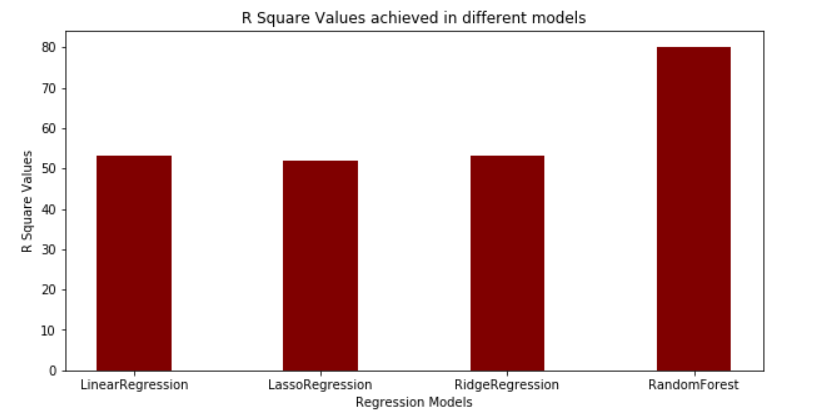 R Square Values achieved in different models
80
70
60
50
40
30
20
10
0
R Square Values
LinearRegression LassoRegression RidgeRegression RandomForest
Regression Models